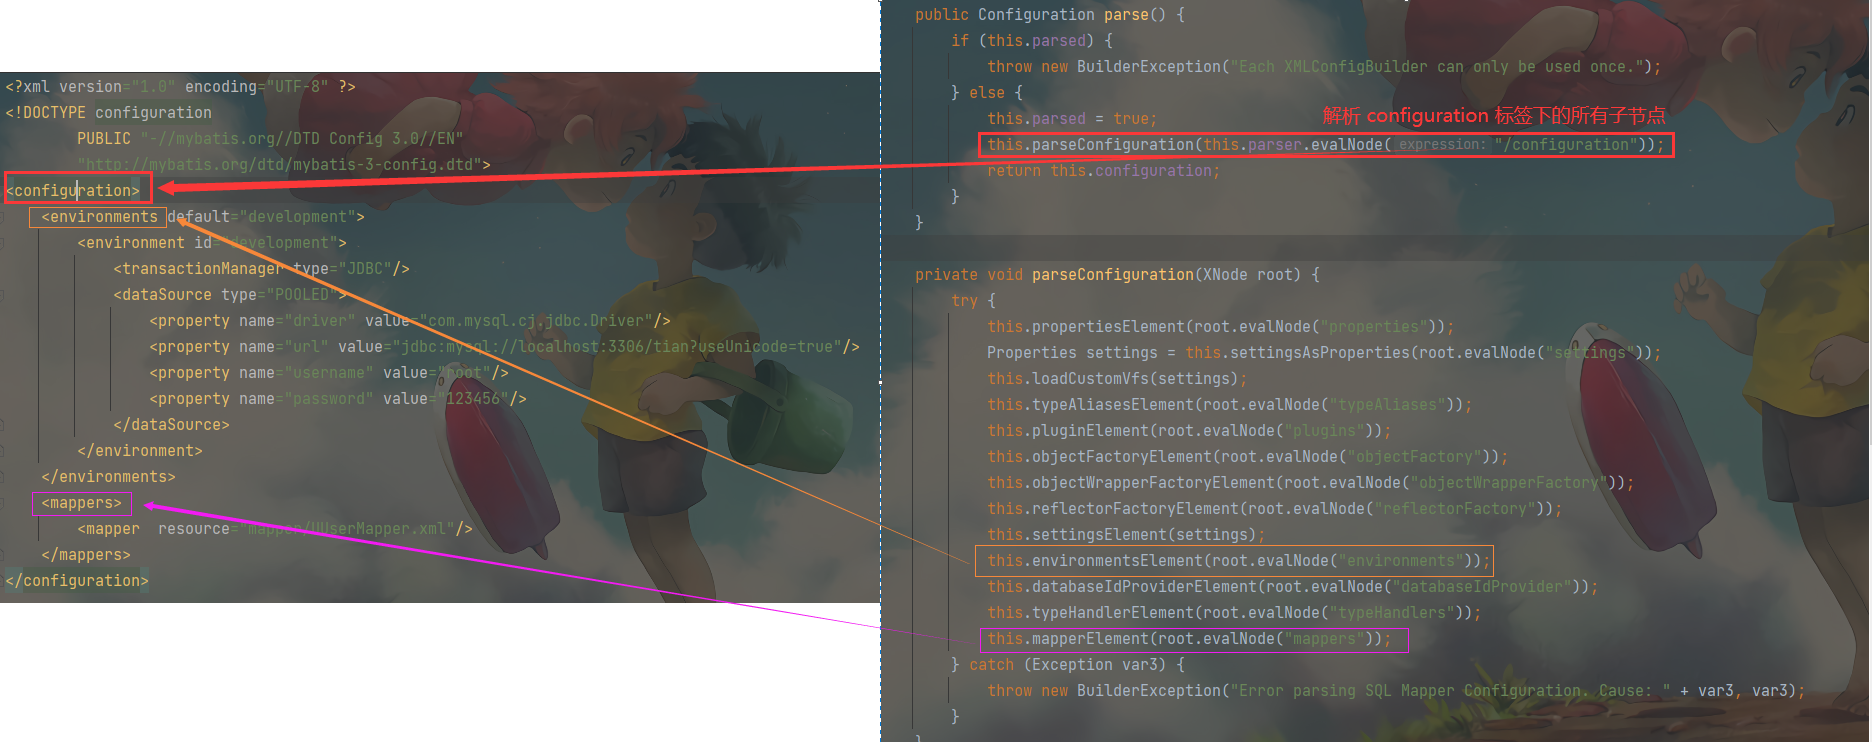 <?xml version="1.0" encoding="UTF-8" ?>
<!DOCTYPE configuration
        PUBLIC "-//mybatis.org//DTD Config 3.0//EN"
        "http://mybatis.org/dtd/mybatis-3-config.dtd">
<configuration>
    <environments default="development">
        <environment id="development">
            <transactionManager type="JDBC"/>
            <dataSource type="POOLED">
                <property name="driver" value="com.mysql.cj.jdbc.Driver"/>
                <property name="url" value="jdbc:mysql://localhost:3306/tian?useUnicode=true"/>
                <property name="username" value="root"/>
                <property name="password" value="123456"/>
            </dataSource>
        </environment>
    </environments>
    <mappers>
        <mapper  resource="mapper/UUserMapper.xml"/>
    </mappers>
</configuration>
public Configuration parse() {
    if (this.parsed) {
        throw new BuilderException("Each XMLConfigBuilder can only be used once.");
    } else {
        this.parsed = true;
解析 configuration 标签下的所有子节点
        this.parseConfiguration(this.parser.evalNode( expression: "/configuration"));
        return this.configuration;
    }
}
private void parseConfiguration(XNode root) {
    try {
        this.propertiesElement(root.evalNode("properties"));
        Properties settings = this.settingsAsProperties(root.evalNode("settings"));
        this.loadCustomVfs(settings);
        this.typeAliasesElement(root.evalNode("typeAliases"));
        this.pluginElement(root.evalNode("plugins"));
        this.objectFactoryElement(root.evalNode("objectFactory"));
        this.objectWrapperFactoryElement(root.evalNode("objectWrapperFactory"));
        this.reflectorFactoryElement(root.evalNode("reflectorFactory"));
        this.settingsElement(settings);
        this.environmentsElement(root.evalNode("environments"));
        this.databaseIdProviderElement(root.evalNode("databaseIdProvider"));
        this.typeHandlerElement(root.evalNode("typeHandlers"));
        this.mapperElement(root.evalNode("mappers"));
    } catch (Exception var3) {
        throw new BuilderException("Error parsing SQL Mapper Configuration. Cause: " + var3, var3);
    }
}